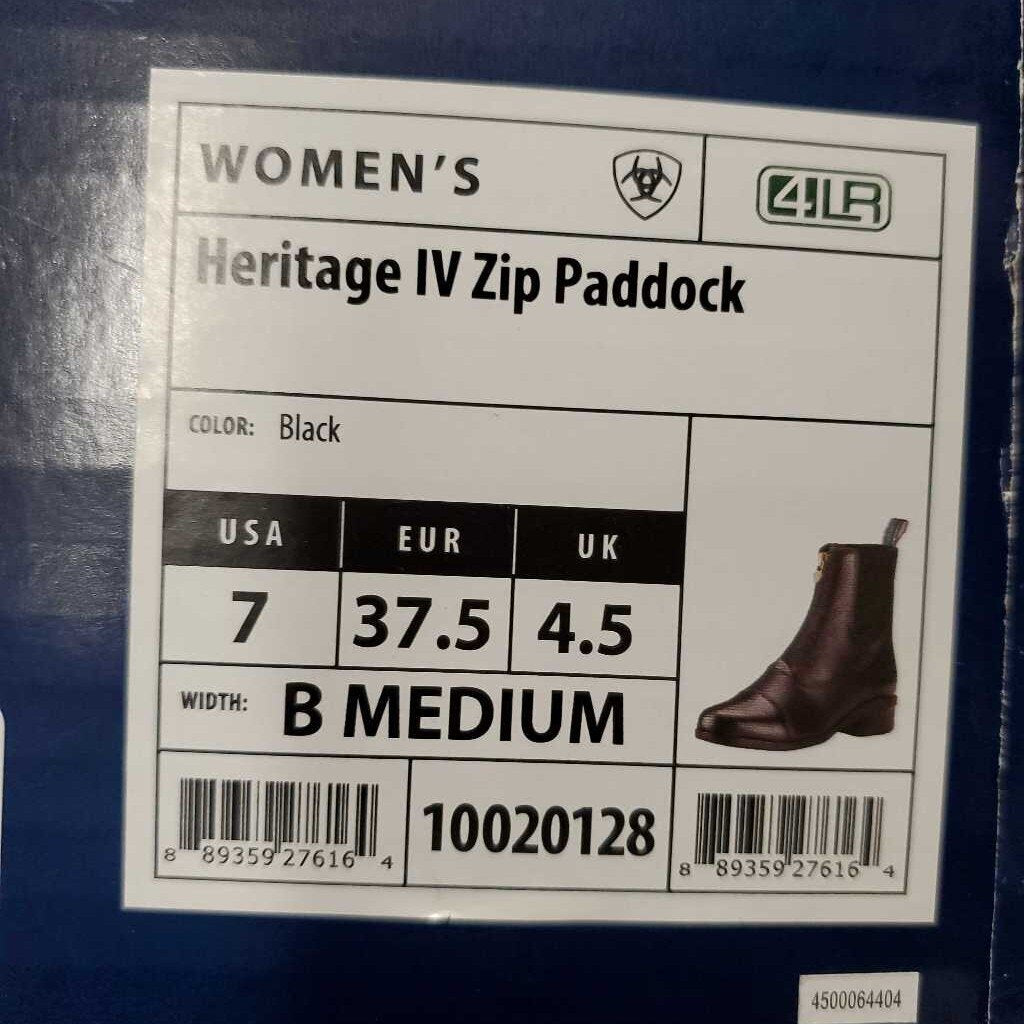 WOMEN'S
4LR
Heritage IV Zip Paddock
COLOR: Black
USA EUR UK
7 37.5 4.5
WIDTH: B MEDIUM
8 89359 27616 4
10020128
8 89359 27616 4
4500064404